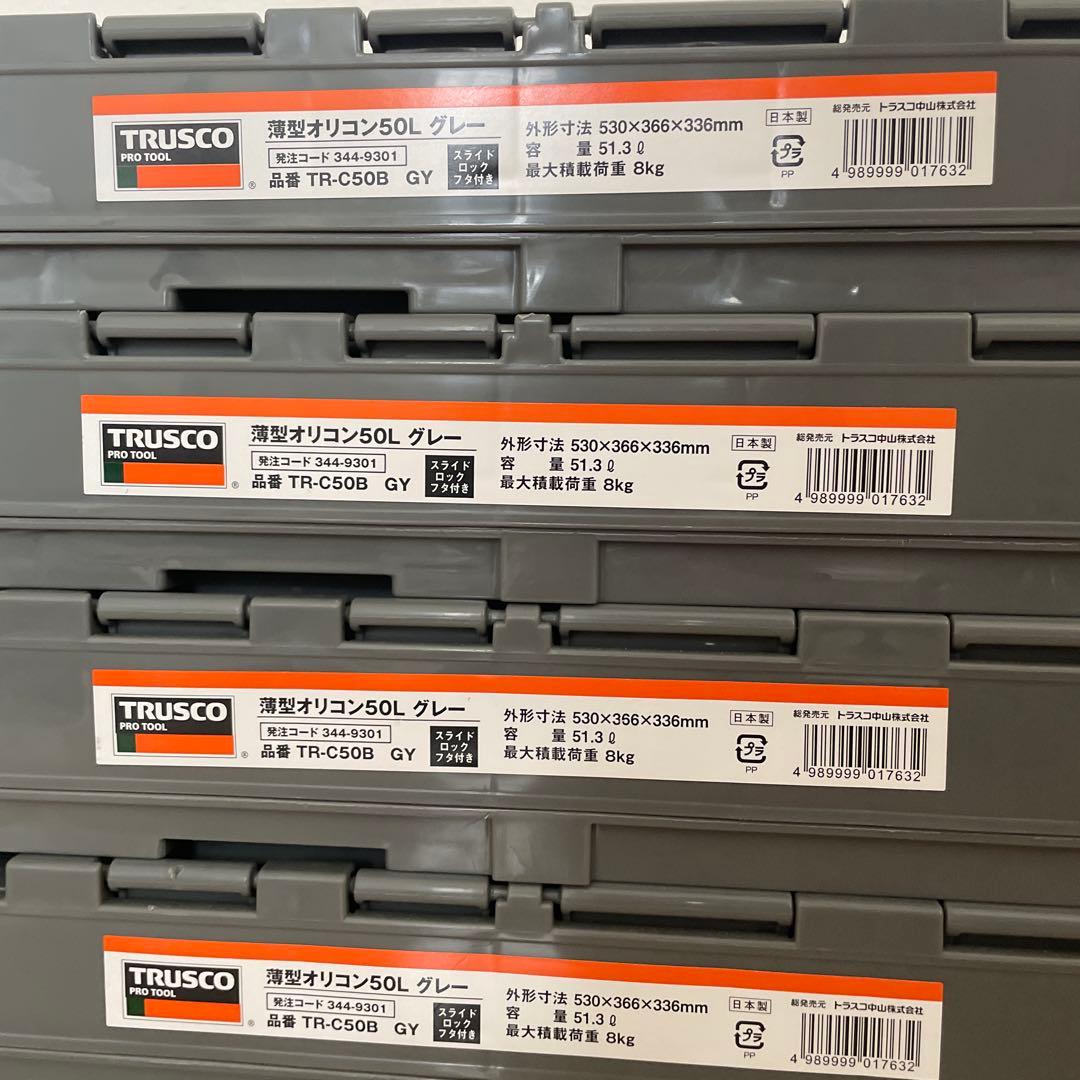 TRUSCO
PRO TOOL
®
薄型オリコン50L グレー
発注コード 344-9301
品番 TR-C50B GY
スライド
ロック
フタ付き
外形寸法 530×366×336mm
容 量 51.3ℓ
最大積載荷重 8kg
日本製
プラ
PP
総発売元 トラスコ中山株式会社
4 989999 017632
TRUSCO
PRO TOOL
®
薄型オリコン50L グレー
発注コード 344-9301
品番 TR-C50B GY
スライド
ロック
フタ付き
外形寸法 530×366×336mm
容 量 51.3ℓ
最大積載荷重 8kg
日本製
プラ
PP
総発売元 トラスコ中山株式会社
4 989999 017632
TRUSCO
PRO TOOL
®
薄型オリコン50L グレー
発注コード 344-9301
品番 TR-C50B GY
スライド
ロック
フタ付き
外形寸法 530×366×336mm
容 量 51.3ℓ
最大積載荷重 8kg
日本製
プラ
PP
総発売元 トラスコ中山株式会社
4 989999 017632
TRUSCO
PRO TOOL
®
薄型オリコン50L グレー
発注コード 344-9301
品番 TR-C50B GY
スライド
ロック
フタ付き
外形寸法 530×366×336mm
容 量 51.3ℓ
最大積載荷重 8kg
日本製
プラ
PP
総発売元 トラスコ中山株式会社
4 989999 017632